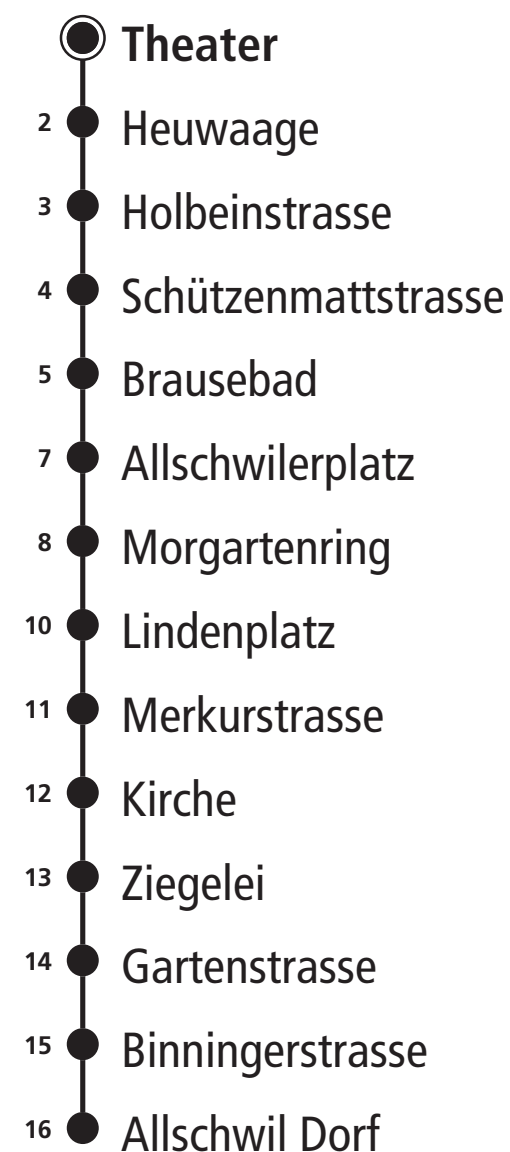 Theater
2 Heuwaage
3 Holbeinstrasse
4 Schützenmattstrasse
5 Brausebad
7 Allschwilerplatz
8 Morgartenring
10 Lindenplatz
11 Merkurstrasse
12 Kirche
13 Ziegelei
14 Gartenstrasse
15 Binningerstrasse
16 Allschwil Dorf